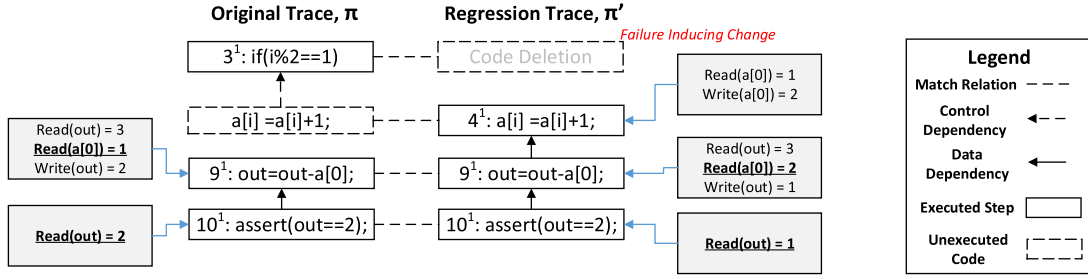 Original Trace, π
Regression Trace, π’
Failure Inducing Change
3¹: if(i%2==1)
Code Deletion
Read(a[0]) = 1
Write(a[0]) = 2
a[i] =a[i]+1;
4¹: a[i] =a[i]+1;
Read(out) = 3
Read(a[0]) = 1
Write(out) = 2
9¹: out=out-a[0];
9¹: out=out-a[0];
Read(out) = 3
Read(a[0]) = 2
Write(out) = 1
Read(out) = 2
10¹: assert(out==2);
10¹: assert(out==2);
Read(out) = 1
Legend
Match Relation
Control
Dependency
Data
Dependency
Executed Step
Unexecuted
Code